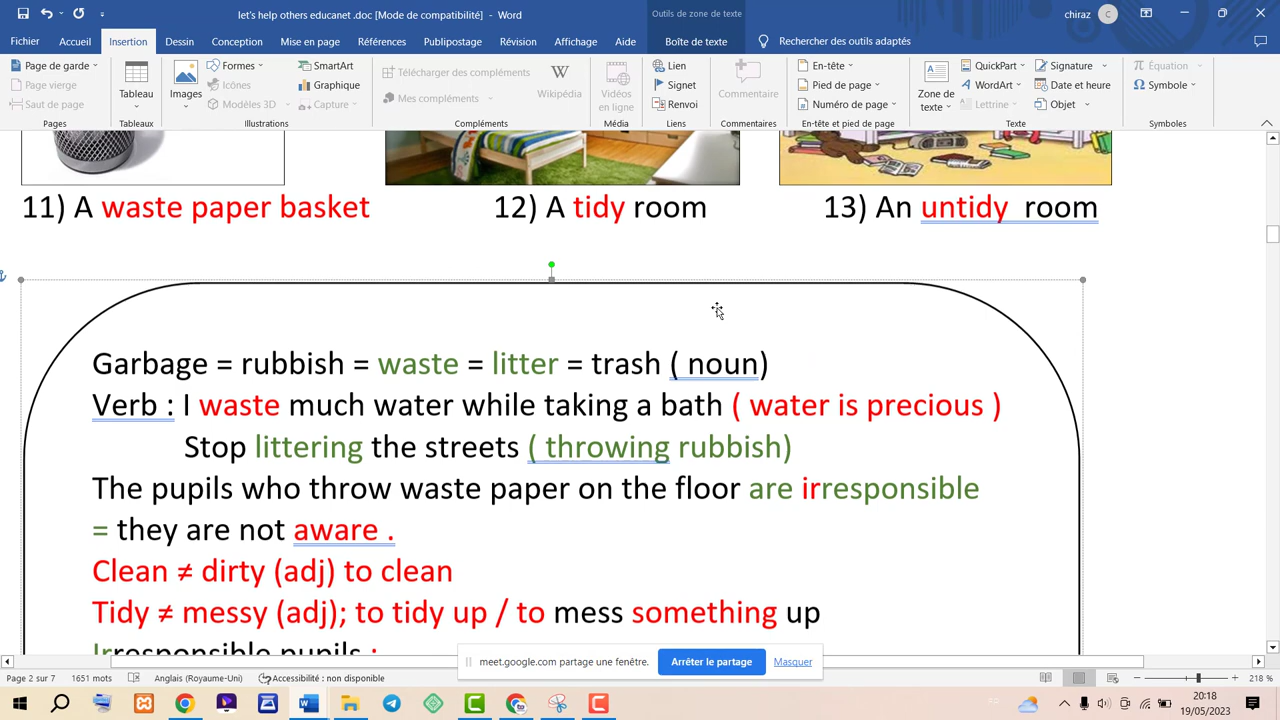 let's help others educanet .doc [Mode de compatibilité] - Word
Outils de zone de texte
chiraz C
Fichier Accueil Insertion Dessin Conception Mise en page Références Publipostage Révision Affichage Aide Boîte de texte Rechercher des outils adaptés
Page de garde
Page vierge
Saut de page
Pages
Tableau
Tableaux
Images
Formes
Icônes
Modèles 3D
SmartArt
Graphique
Capture
Illustrations
Télécharger des compléments
Mes compléments
Wikipédia
Compléments
Vidéos en ligne
Média
Lien
Signet
Renvoi
Liens
Commentaire
Commentaires
En-tête
Pied de page
Numéro de page
En-tête et pied de page
Zone de texte
QuickPart
WordArt
Lettrine
Signature
Date et heure
Objet
Texte
Équation
Symbole
Symboles
11) A waste paper basket 12) A tidy room 13) An untidy room
Garbage = rubbish = waste = litter = trash ( noun)
Verb : I waste much water while taking a bath ( water is precious )
Stop littering the streets ( throwing rubbish)
The pupils who throw waste paper on the floor are irresponsible
= they are not aware .
Clean ≠ dirty (adj) to clean
Tidy ≠ messy (adj); to tidy up / to mess something up
Irresponsible pupils :
meet.google.com partage une fenêtre. Arrêter le partage Masquer
Page 2 sur 7 1651 mots Anglais (Royaume-Uni) Accessibilité : non disponible 218 %
20:18
19/05/2023